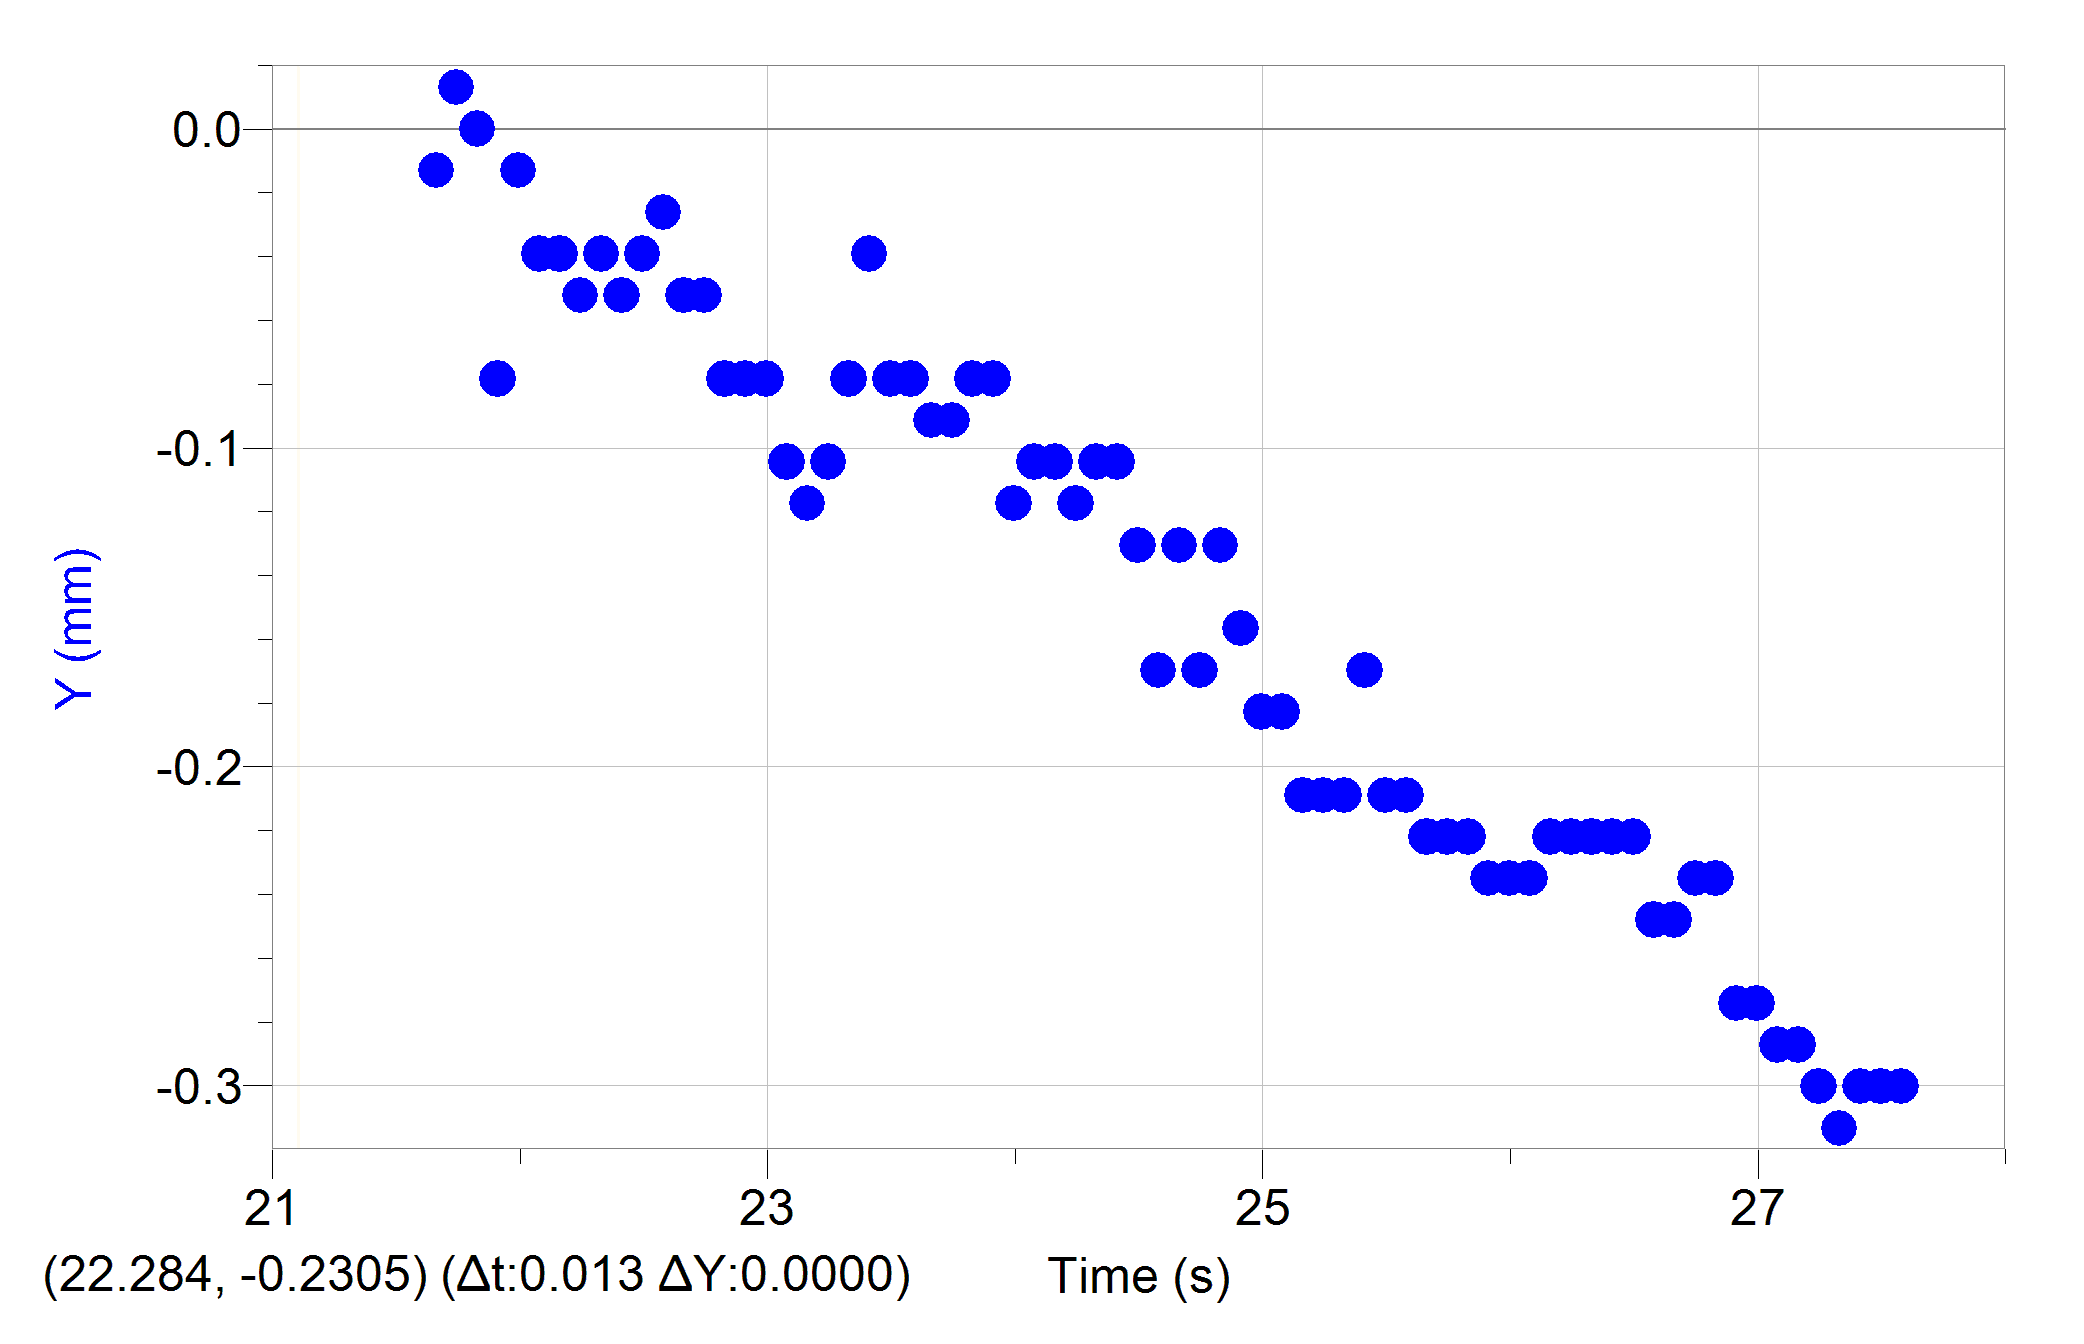 0.0
-0.1
-0.2
-0.3
Y (mm)
21 23 25 27
(22.284, -0.2305) (Δt:0.013 ΔY:0.0000) Time (s)